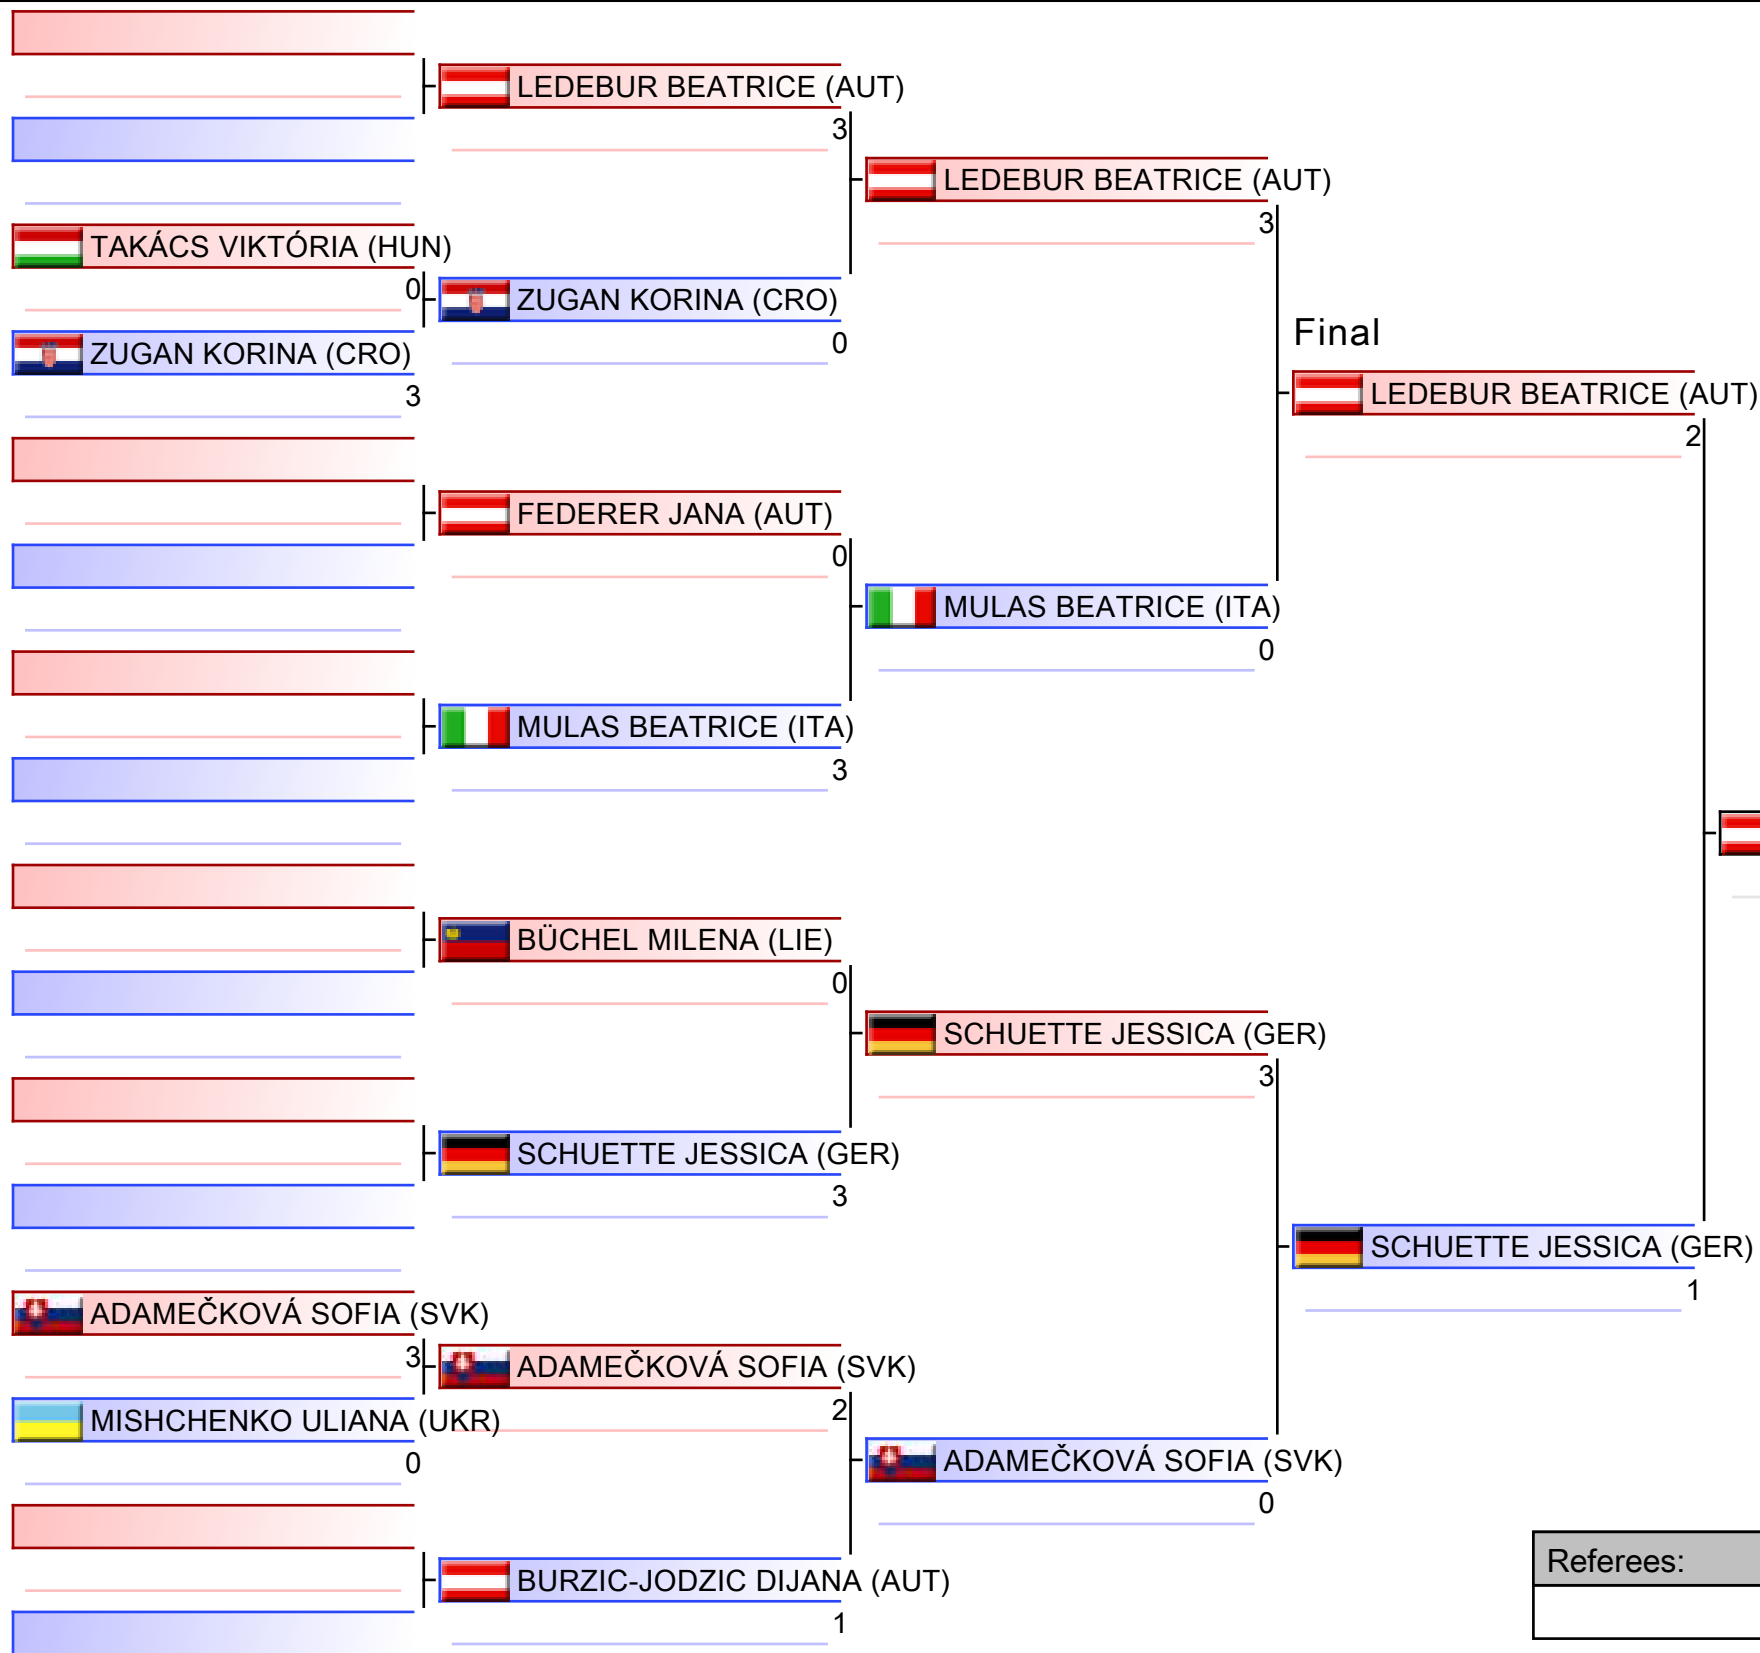 LEDEBUR BEATRICE (AUT)
3
LEDEBUR BEATRICE (AUT)
3
TAKÁCS VIKTÓRIA (HUN)
0
ZUGAN KORINA (CRO)
0
ZUGAN KORINA (CRO)
3
Final
LEDEBUR BEATRICE (AUT)
2
FEDERER JANA (AUT)
0
MULAS BEATRICE (ITA)
0
MULAS BEATRICE (ITA)
3
BÜCHEL MILENA (LIE)
0
SCHUETTE JESSICA (GER)
3
SCHUETTE JESSICA (GER)
3
SCHUETTE JESSICA (GER)
1
ADAMEČKOVÁ SOFIA (SVK)
3
ADAMEČKOVÁ SOFIA (SVK)
2
MISHCHENKO ULIANA (UKR)
0
ADAMEČKOVÁ SOFIA (SVK)
0
BURZIC-JODZIC DIJANA (AUT)
1
Referees: